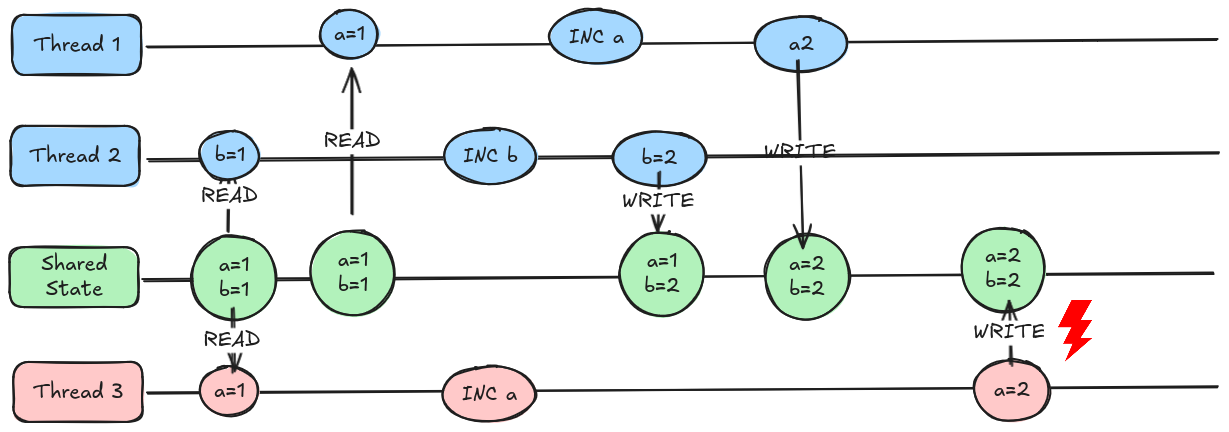 Thread 1
a=1
INC a
a2
READ
WRITE
Thread 2
b=1
INC b
b=2
READ
WRITE
Shared
State
a=1
b=1
a=1
b=1
a=1
b=2
a=2
b=2
a=2
b=2
READ
WRITE
Thread 3
a=1
INC a
a=2